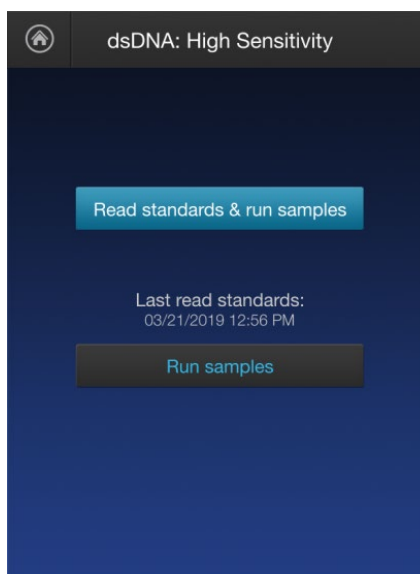 dsDNA: High Sensitivity
Read standards & run samples
Last read standards:
03/21/2019 12:56 PM
Run samples